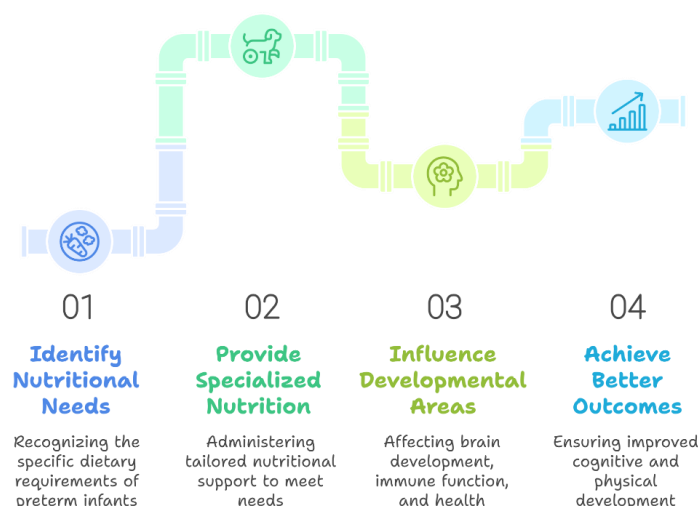 01
Identify
Nutritional
Needs
Recognizing the
specific dietary
requirements of
preterm infants
02
Provide
Specialized
Nutrition
Administering
tailored nutritional
support to meet
needs
03
Influence
Developmental
Areas
Affecting brain
development,
immune function,
and health
04
Achieve
Better
Outcomes
Ensuring improved
cognitive and
physical
development